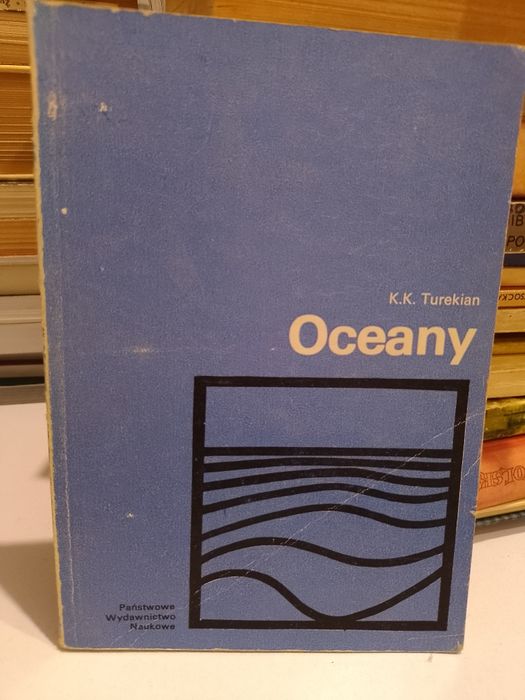 K.K. Turekian
Oceany
Państwowe
Wydawnictwo
Naukowe